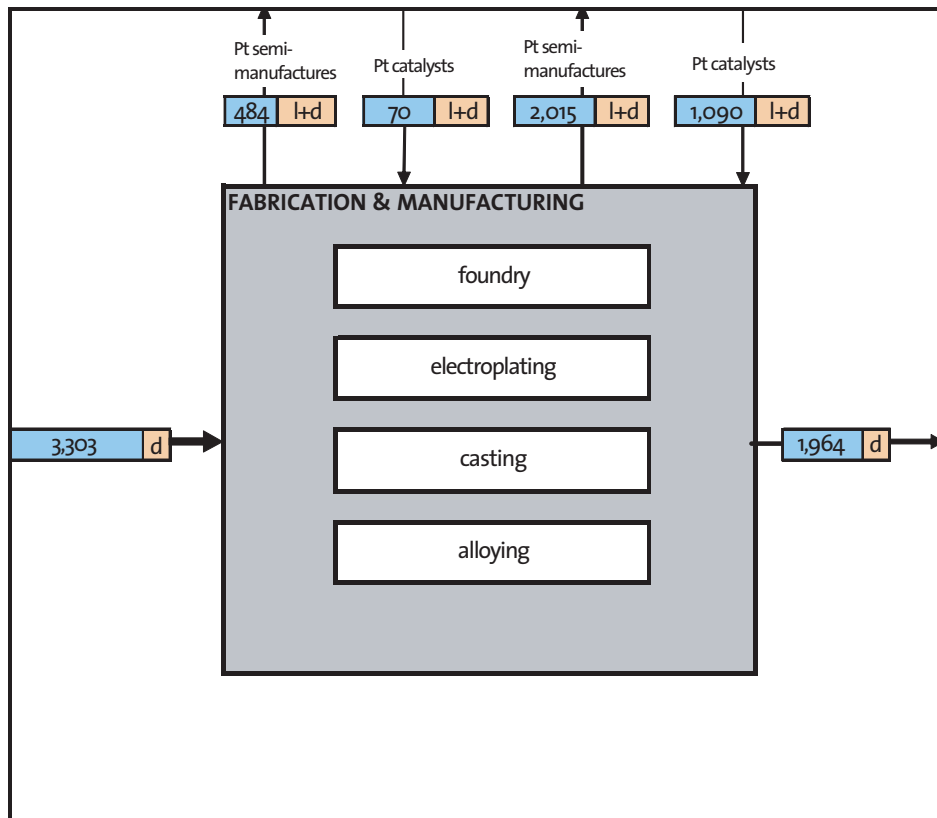 Pt semi-
manufactures
Pt catalysts
Pt semi-
manufactures
Pt catalysts
484 l+d
70 l+d
2,015 l+d
1,090 l+d
FABRICATION & MANUFACTURING
foundry
electroplating
3,303 d
casting
1,964 d
alloying